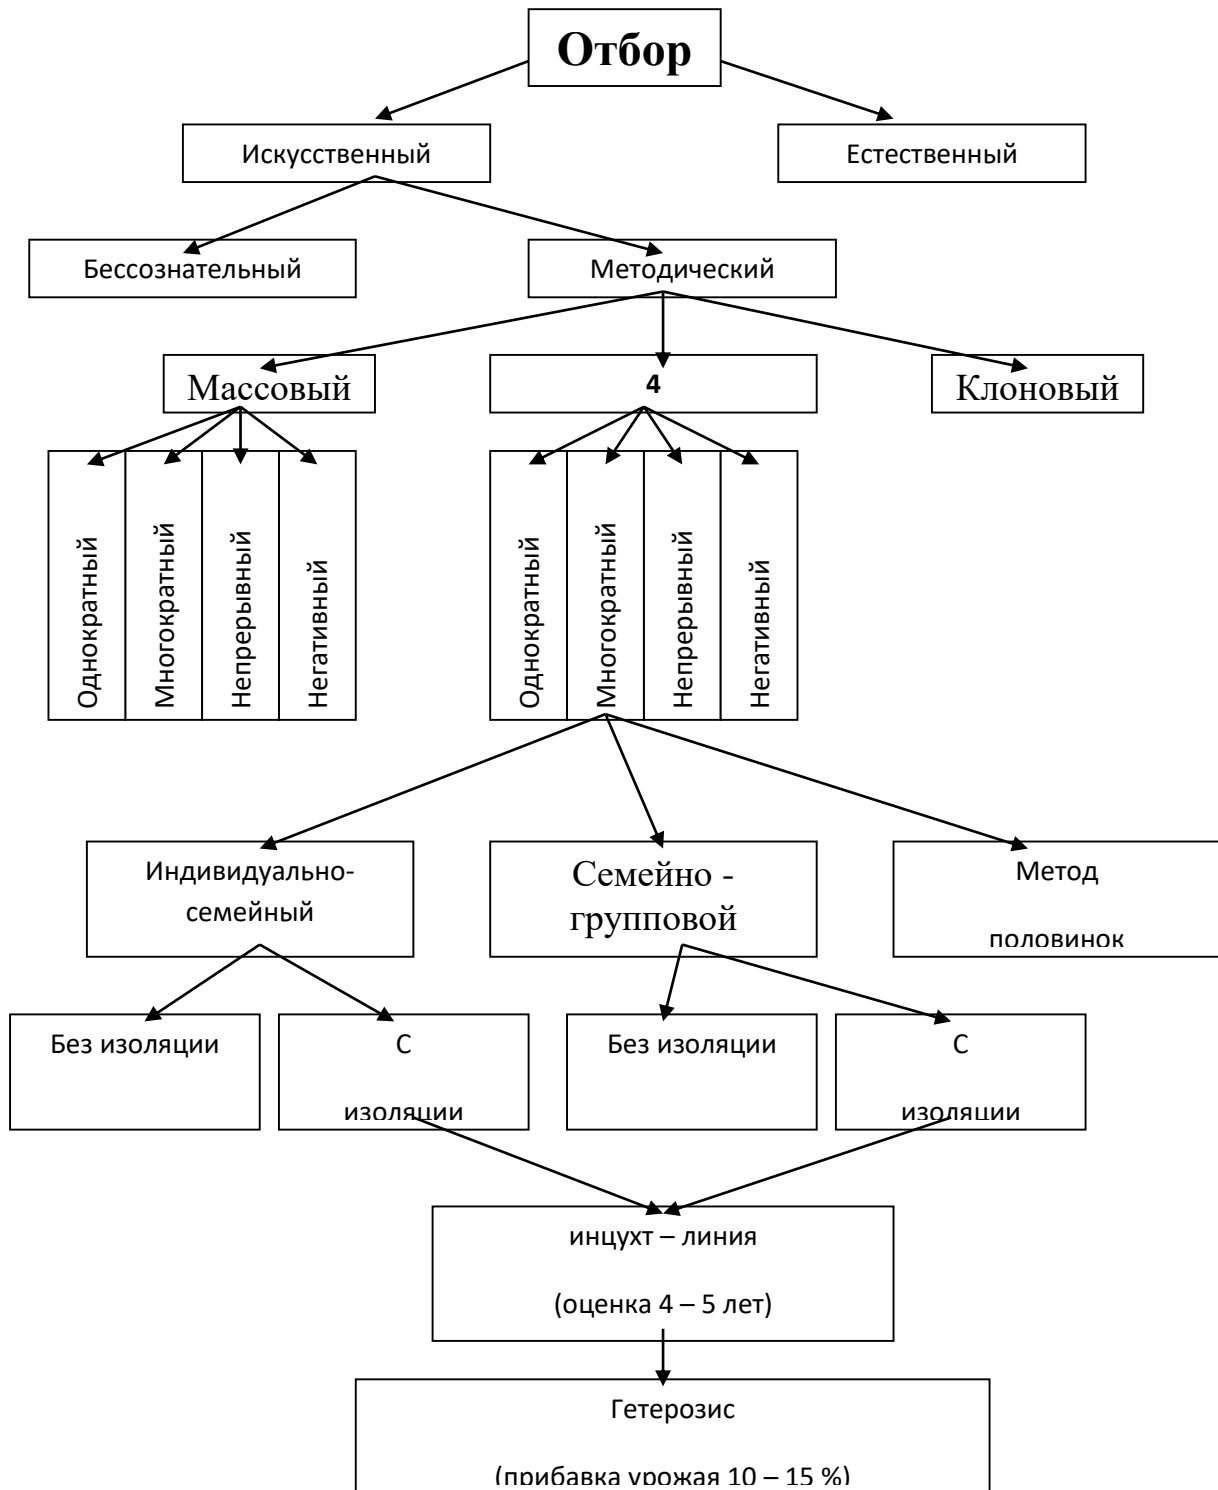 Отбор
Искусственный
Естественный
Бессознательный
Методический
Массовый
4
Клоновый
Однократный
Многократный
Непрерывный
Негативный
Однократный
Многократный
Непрерывный
Негативный
Индивидуально-
семейный
Семейно -
групповой
Метод
половинок
Без изоляции
С
изоляции
Без изоляции
С
изоляции
инцухт – линия
(оценка 4 – 5 лет)
Гетерозис
(прибавка урожая 10 – 15 %)